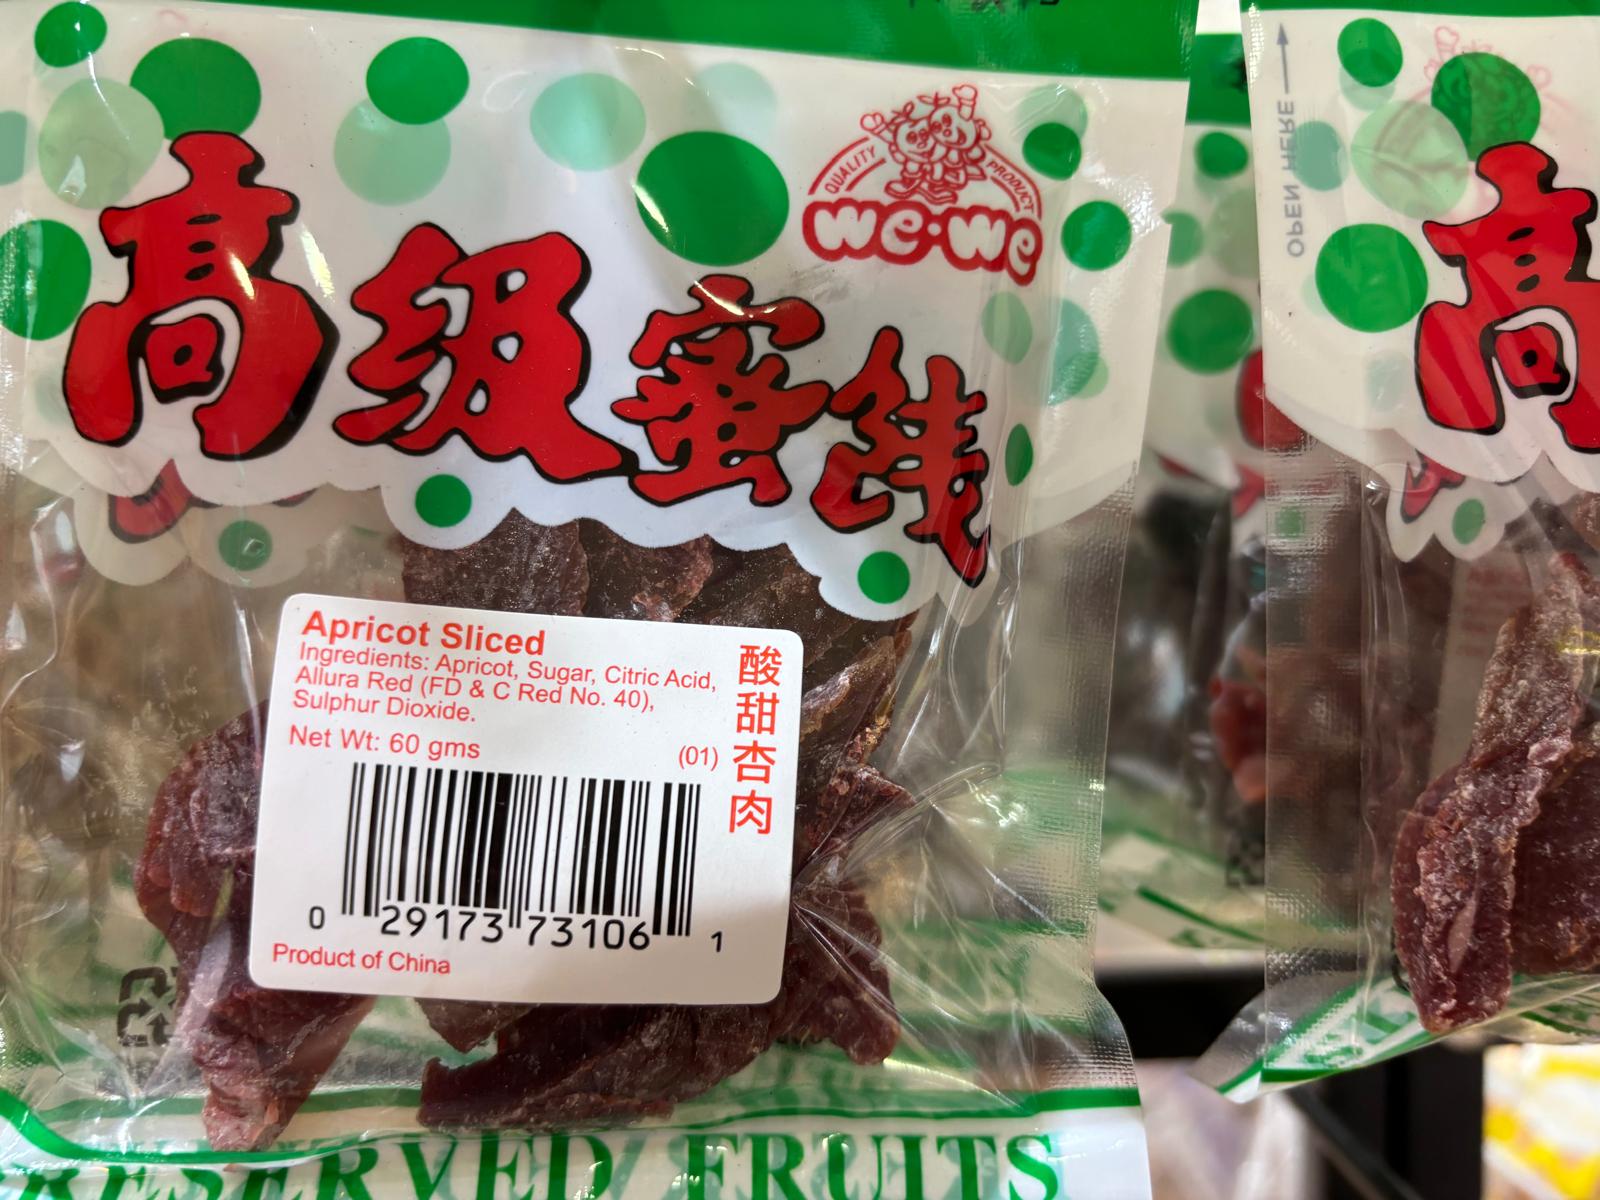 QUALITY PRODUCT
we·we
高级蜜饯
Apricot Sliced
Ingredients: Apricot, Sugar, Citric Acid,
Allura Red (FD & C Red No. 40),
Sulphur Dioxide.
Net Wt: 60 gms
(01)
酸甜杏肉
0 29173 73106 1
Product of China
RESERVED FRUITS
OPEN HERE
高